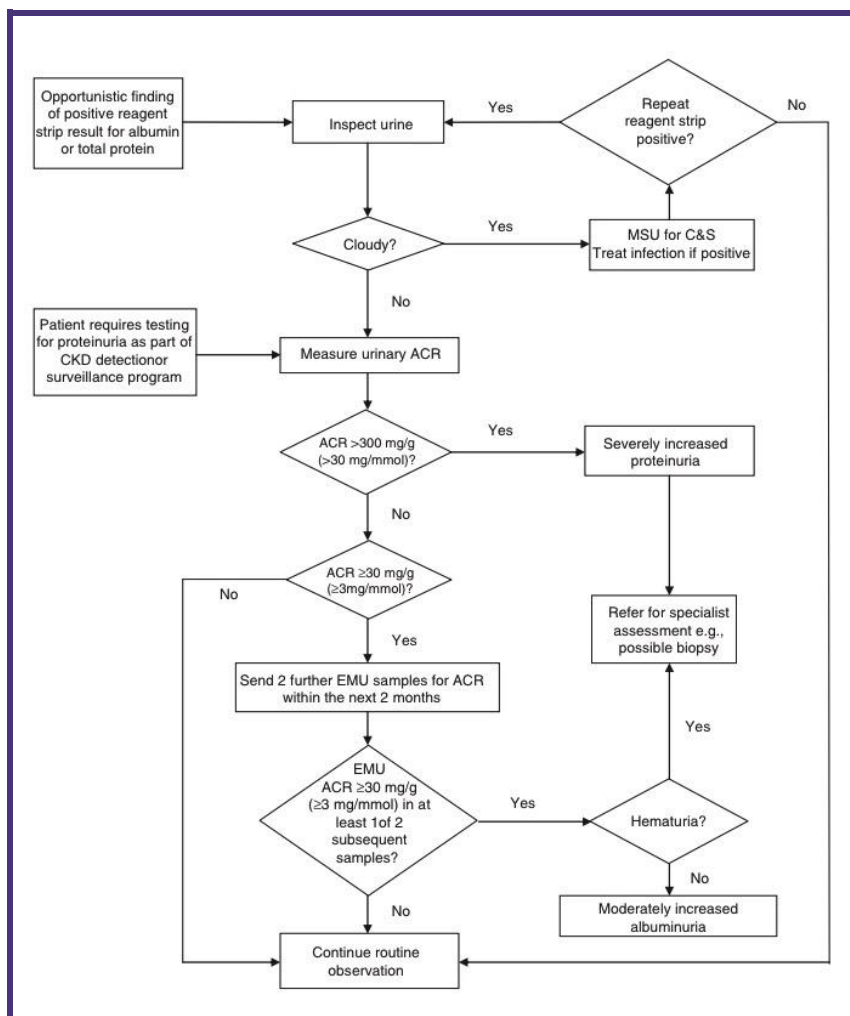 Opportunistic finding
of positive reagent
strip result for albumin
or total protein
Inspect urine
Yes
Repeat
reagent strip
positive?
No
Cloudy?
Yes
MSU for C&S
Treat infection if positive
No
Patient requires testing
for proteinuria as part of
CKD detectionor
surveillance program
Measure urinary ACR
ACR >300 mg/g
(>30 mg/mmol)?
Yes
Severely increased
proteinuria
No
ACR ≥30 mg/g
(≥3mg/mmol)?
No
Yes
Refer for specialist
assessment e.g.,
possible biopsy
Send 2 further EMU samples for ACR
within the next 2 months
Yes
EMU
ACR ≥30 mg/g
(≥3 mg/mmol) in at
least 1of 2
subsequent
samples?
Yes
Hematuria?
No
No
Moderately increased
albuminuria
Continue routine
observation